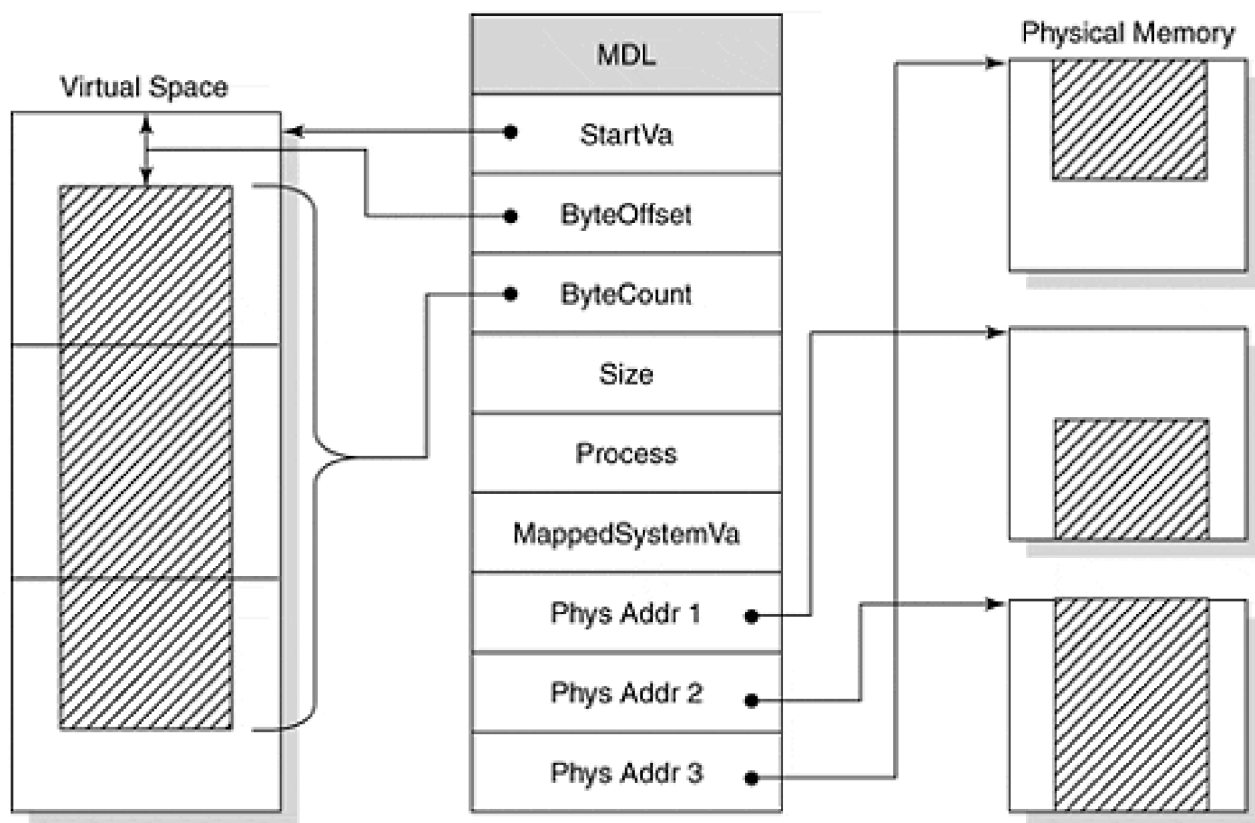 Virtual Space
MDL
StartVa
ByteOffset
ByteCount
Size
Process
MappedSystemVa
Phys Addr 1
Phys Addr 2
Phys Addr 3
Physical Memory